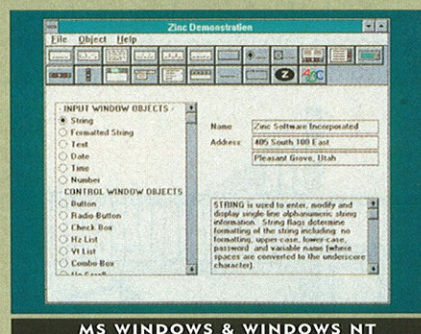 Zinc Demonstration
File Object Help
Z ABC
- INPUT WINDOW OBJECTS -
String
Formatted String
Text
Date
Time
Number
- CONTROL WINDOW OBJECTS
Button
Radio Button
Check Box
Hz List
Vt List
Combo Box
Name Zinc Software Incorporated
Address 405 South 100 East
Pleasant Grove, Utah
STRING is used to enter, modify and
display single line alphanumeric string
information. String flags determine
formatting of the string including: no
formatting, upper-case, lower-case,
password and variable name (where
spaces are converted to the underscore
character).
MS WINDOWS & WINDOWS NT